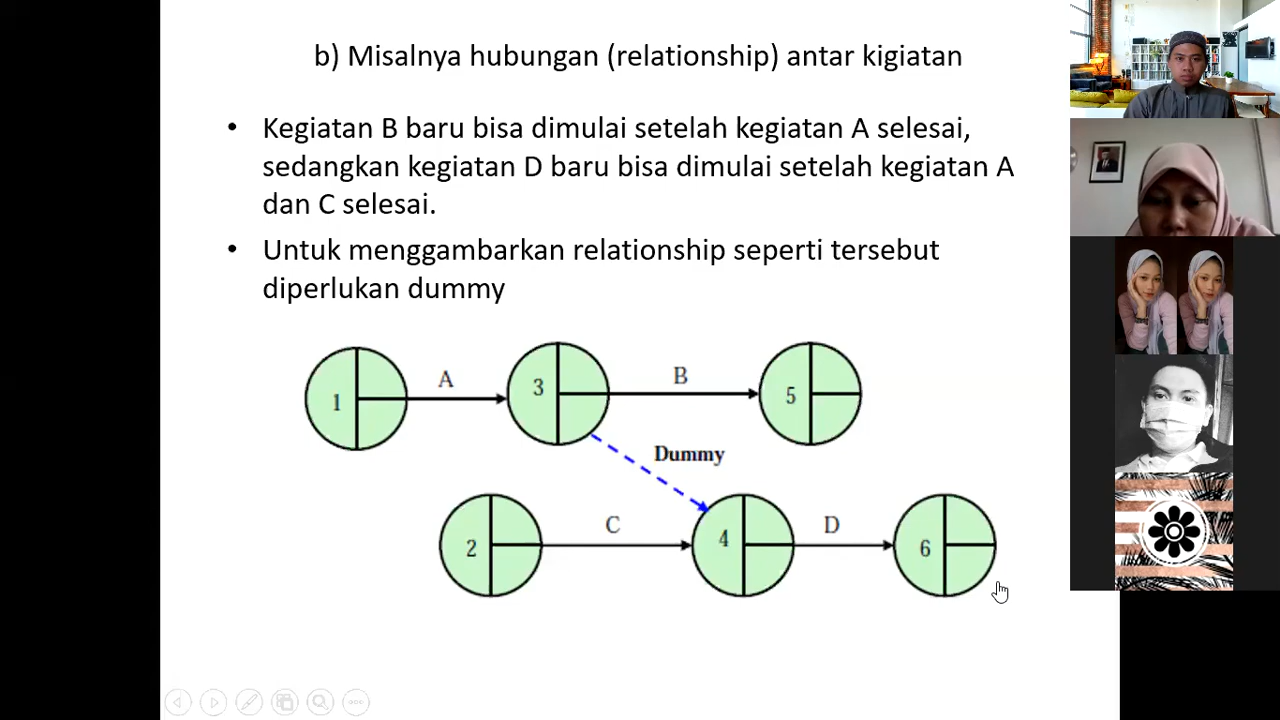 b) Misalnya hubungan (relationship) antar kigiatan
• Kegiatan B baru bisa dimulai setelah kegiatan A selesai,
sedangkan kegiatan D baru bisa dimulai setelah kegiatan A
dan C selesai.
• Untuk menggambarkan relationship seperti tersebut
diperlukan dummy
1 A 3 B 5
Dummy
2 C 4 D 6